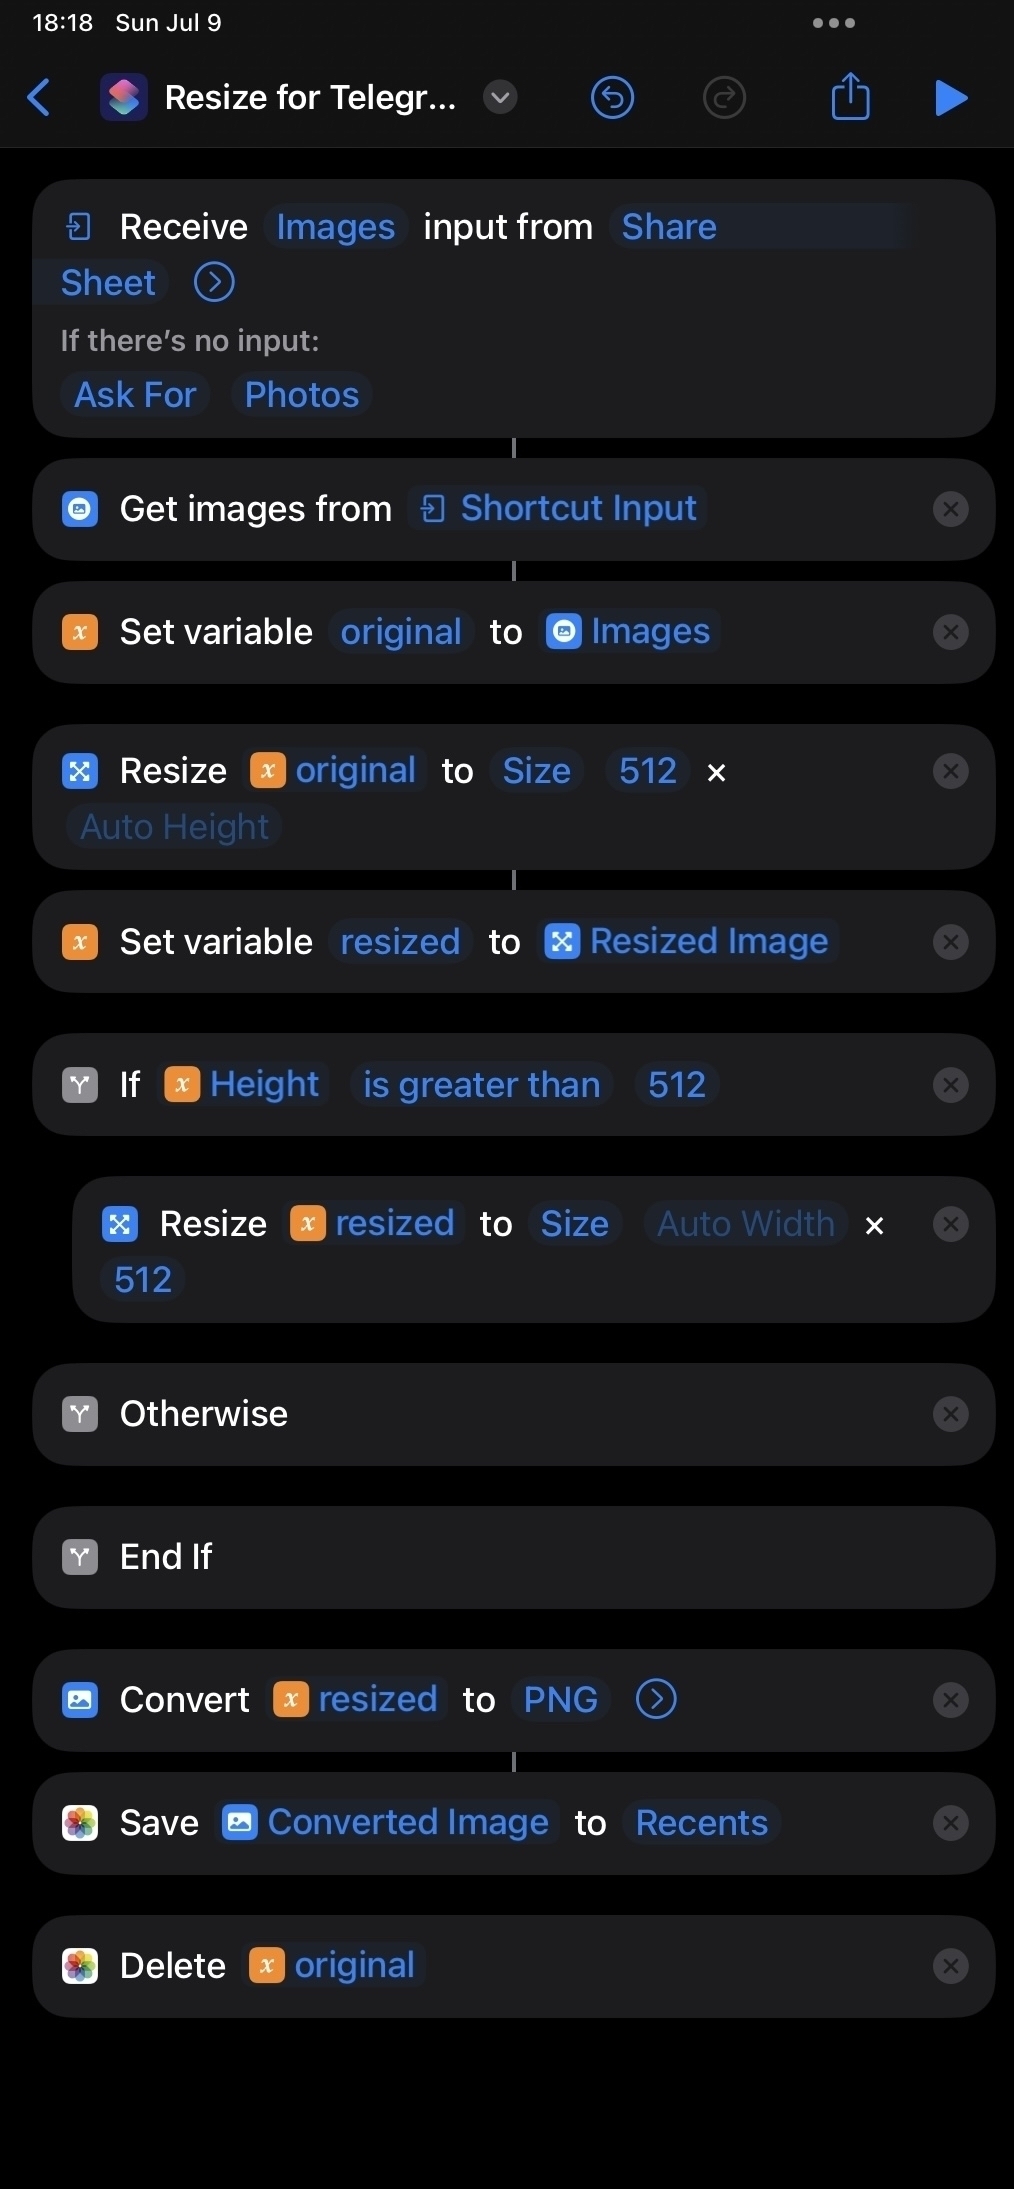 18:18 Sun Jul 9
Resize for Telegr...
Receive Images input from Share
Sheet
If there's no input:
Ask For Photos
Get images from Shortcut Input
Set variable original to Images
Resize original to Size 512 ×
Auto Height
Set variable resized to Resized Image
If Height is greater than 512
Resize resized to Size Auto Width ×
512
Otherwise
End If
Convert resized to PNG
Save Converted Image to Recents
Delete original